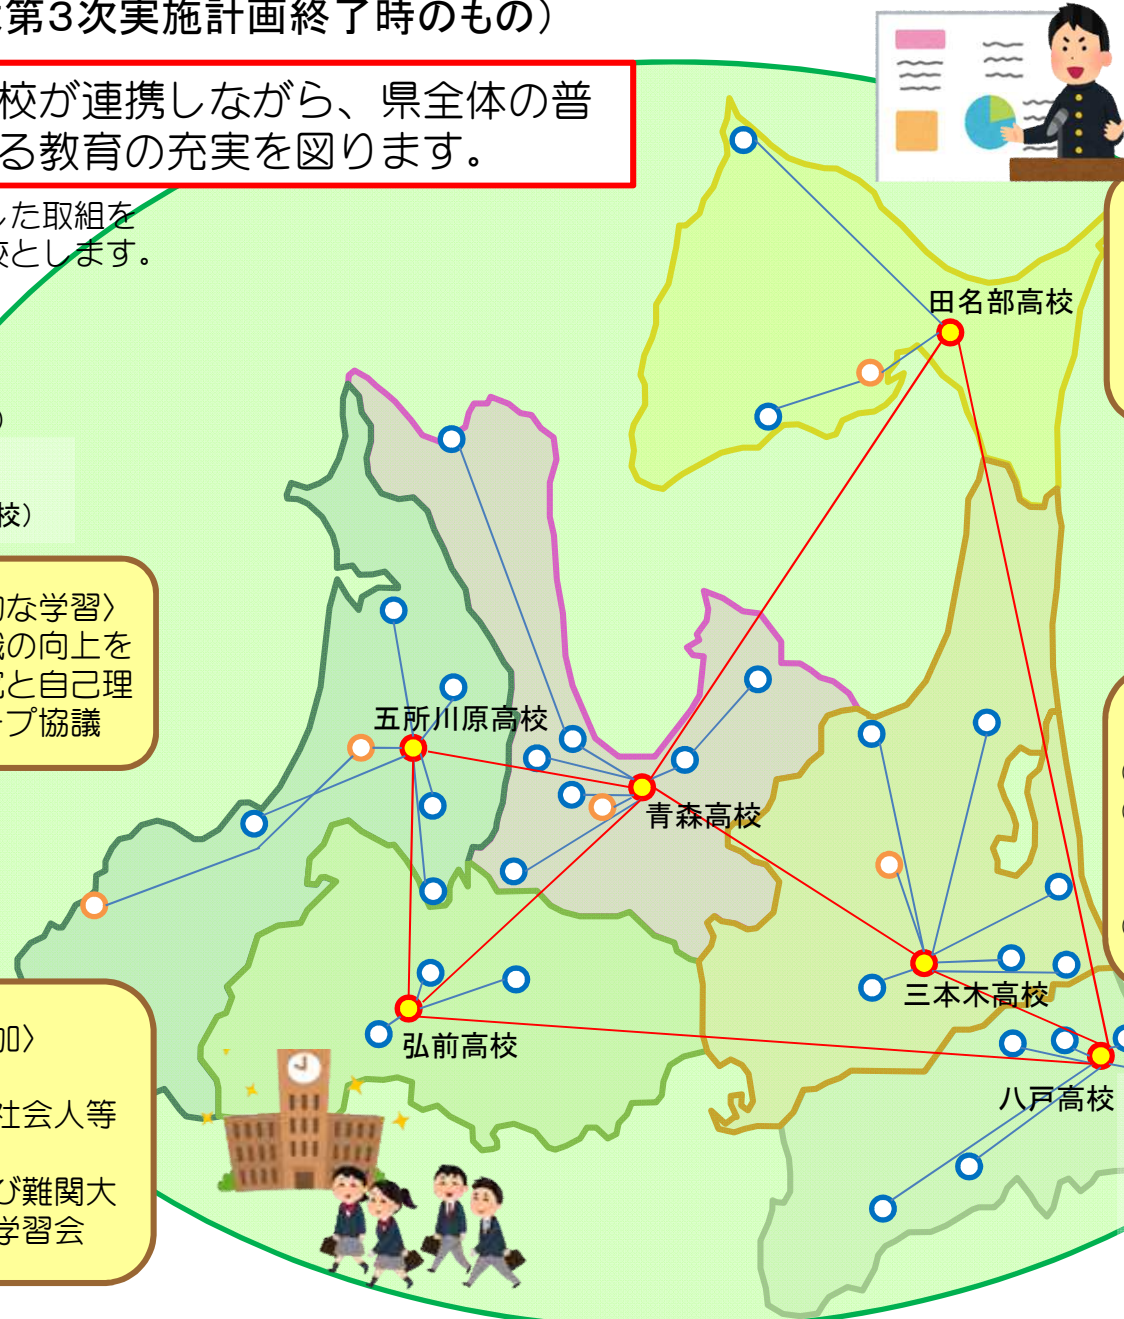 第3次実施計画終了時のもの）
校が連携しながら、県全体の普
る教育の充実を図ります。
した取組を
校とします。
）
校）
的な学習〉
識の向上を
究と自己理
ープ協議
加〉
社会人等
び難関大
学習会
田名部高校
五所川原高校
青森高校
三本木高校
弘前高校
八戸高校